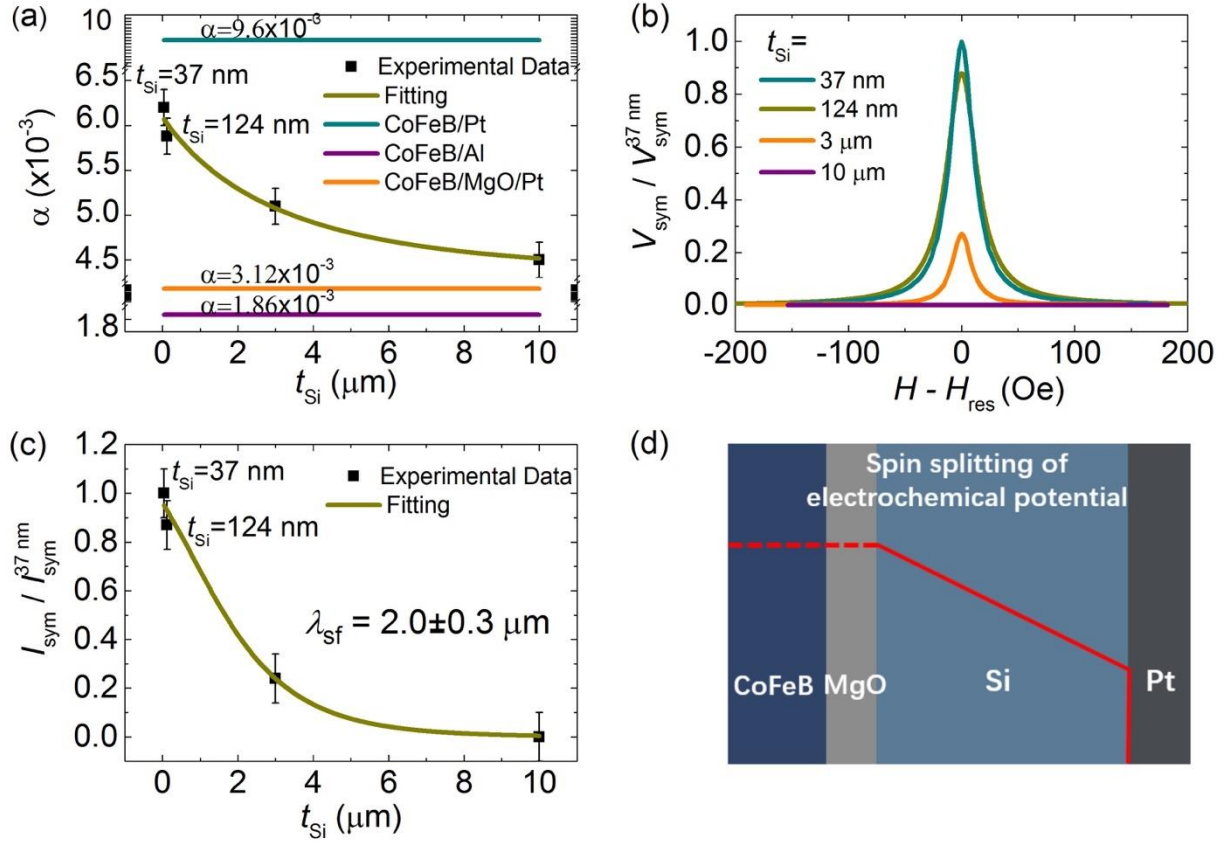 (a)
α=9.6x10⁻³
6.5
6.0
5.5
5.0
4.5
1.8
α (x10⁻³)
t_Si=37 nm
t_Si=124 nm
Experimental Data
Fitting
CoFeB/Pt
CoFeB/Al
CoFeB/MgO/Pt
α=3.12x10⁻³
α=1.86x10⁻³
0 2 4 6 8 10
t_Si (μm)
(b)
t_Si=
37 nm
124 nm
3 μm
10 μm
1.0
0.8
0.6
0.4
0.2
0.0
V_sym / V_sym^37 nm
-200 -100 0 100 200
H - H_res (Oe)
(c)
1.2
1.0
0.8
0.6
0.4
0.2
0.0
I_sym / I_sym^37 nm
t_Si=37 nm
t_Si=124 nm
Experimental Data
Fitting
λ_sf = 2.0±0.3 μm
0 2 4 6 8 10
t_Si (μm)
(d)
Spin splitting of
electrochemical potential
CoFeB MgO Si Pt